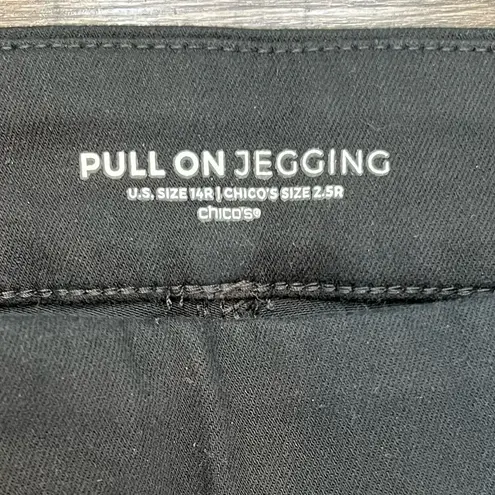 PULL ON JEGGING
U.S. SIZE 14R | CHICO'S SIZE 2.5R
chico's®